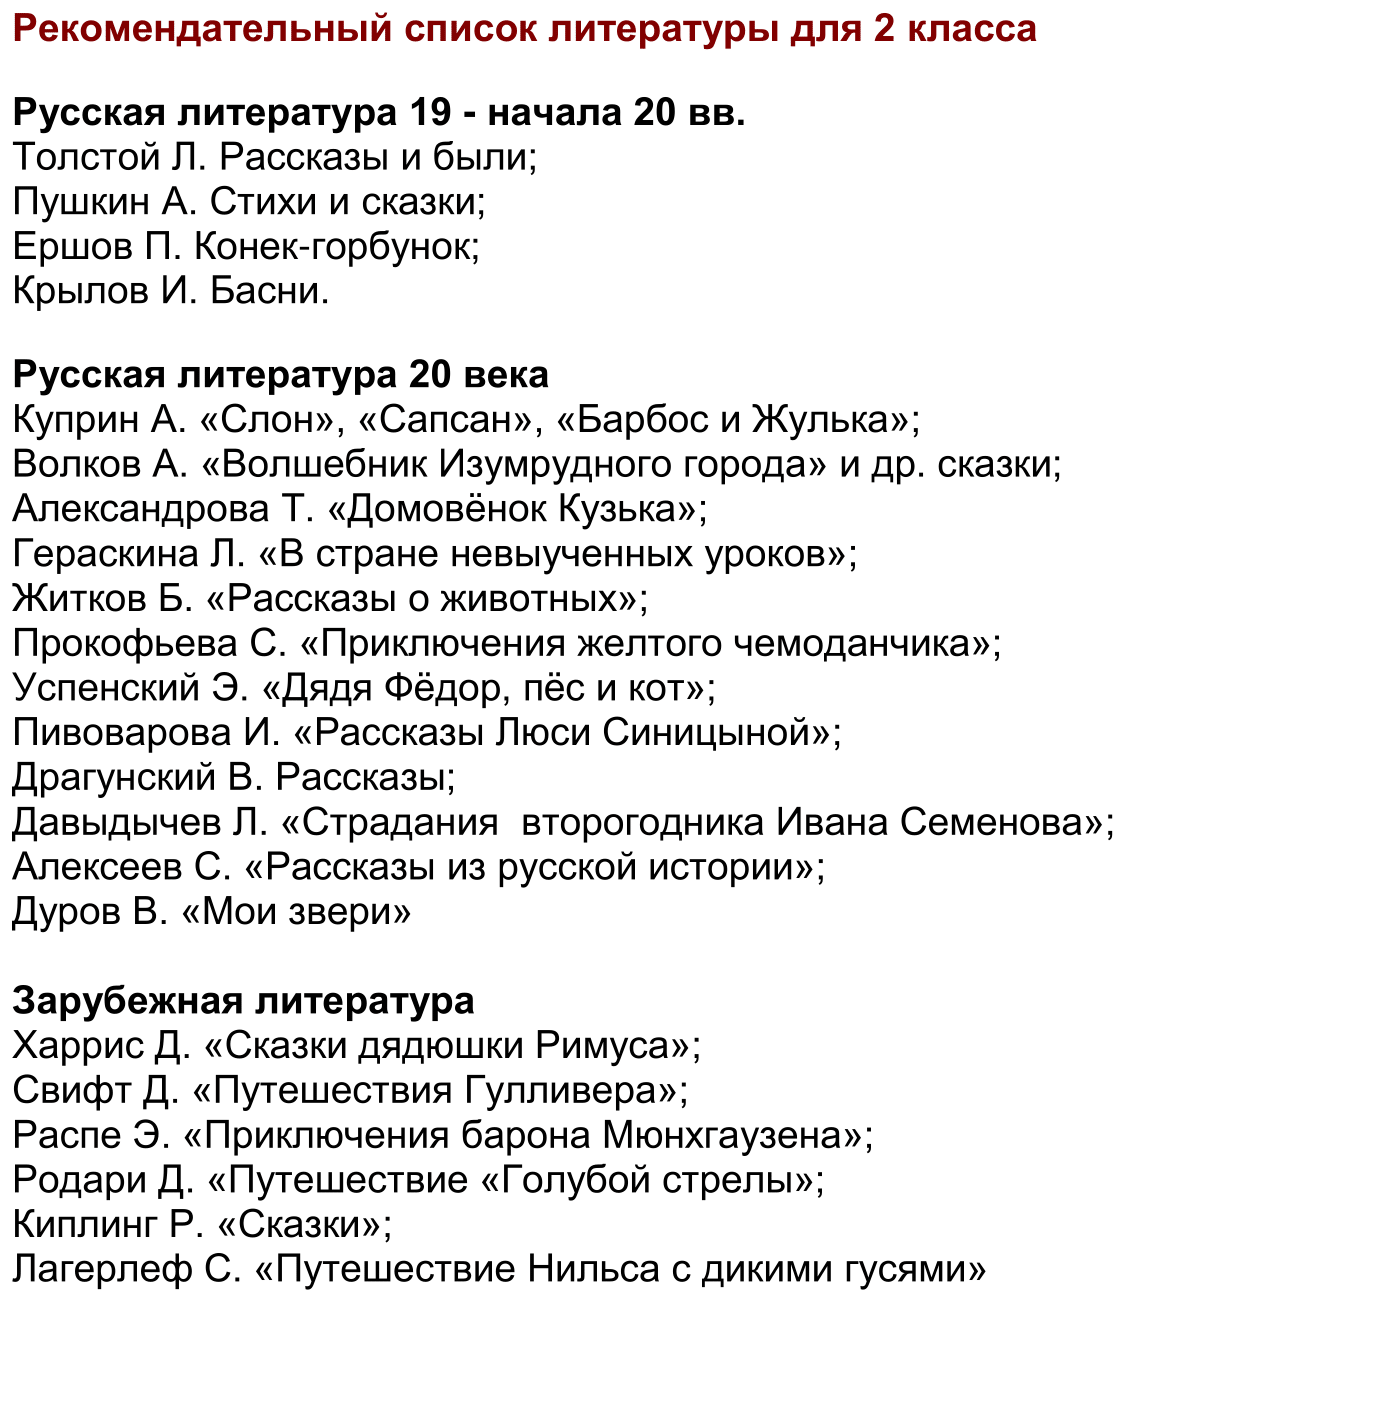 Рекомендательный список литературы для 2 класса
Русская литература 19 - начала 20 вв.
Толстой Л. Рассказы и были;
Пушкин А. Стихи и сказки;
Ершов П. Конек-горбунок;
Крылов И. Басни.
Русская литература 20 века
Куприн А. «Слон», «Сапсан», «Барбос и Жулька»;
Волков А. «Волшебник Изумрудного города» и др. сказки;
Александрова Т. «Домовёнок Кузька»;
Гераскина Л. «В стране невыученных уроков»;
Житков Б. «Рассказы о животных»;
Прокофьева С. «Приключения желтого чемоданчика»;
Успенский Э. «Дядя Фёдор, пёс и кот»;
Пивоварова И. «Рассказы Люси Синицыной»;
Драгунский В. Рассказы;
Давыдычев Л. «Страдания  второгодника Ивана Семенова»;
Алексеев С. «Рассказы из русской истории»;
Дуров В. «Мои звери»
Зарубежная литература
Харрис Д. «Сказки дядюшки Римуса»;
Свифт Д. «Путешествия Гулливера»;
Распе Э. «Приключения барона Мюнхгаузена»;
Родари Д. «Путешествие «Голубой стрелы»;
Киплинг Р. «Сказки»;
Лагерлеф С. «Путешествие Нильса с дикими гусями»